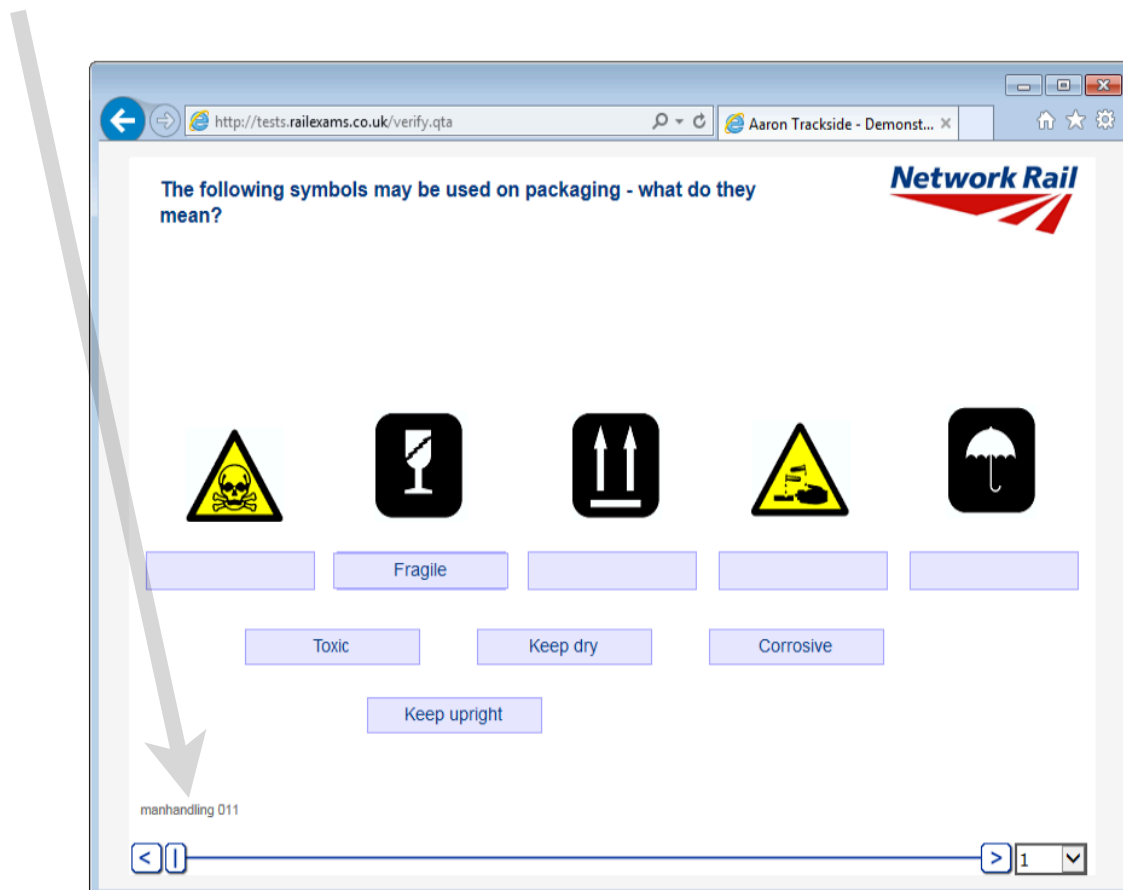 http://tests.railexams.co.uk/verify.qta
Aaron Trackside - Demonst...
The following symbols may be used on packaging - what do they
mean?
Network Rail
Fragile
Toxic
Keep dry
Corrosive
Keep upright
manhandling 011
1